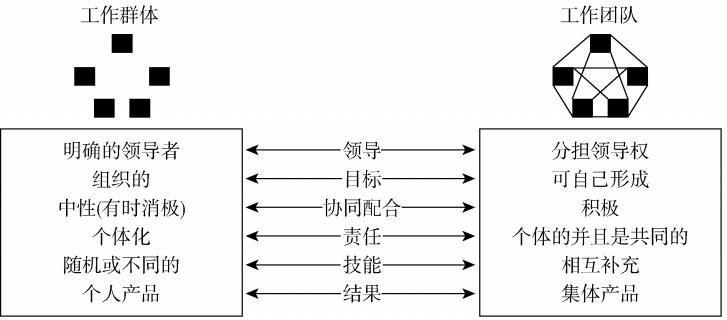 工作群体 工作团队
明确的领导者 领导 分担领导权
组织的 目标 可自己形成
中性(有时消极) 协同配合 积极
个体化 责任 个体的并且是共同的
随机或不同的 技能 相互补充
个人产品 结果 集体产品